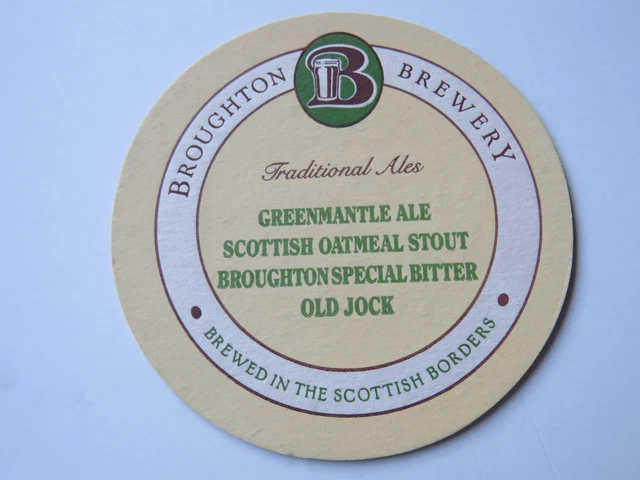 B
BROUGHTON BREWERY
Traditional Ales
GREENMANTLE ALE
SCOTTISH OATMEAL STOUT
BROUGHTON SPECIAL BITTER
OLD JOCK
BREWED IN THE SCOTTISH BORDERS